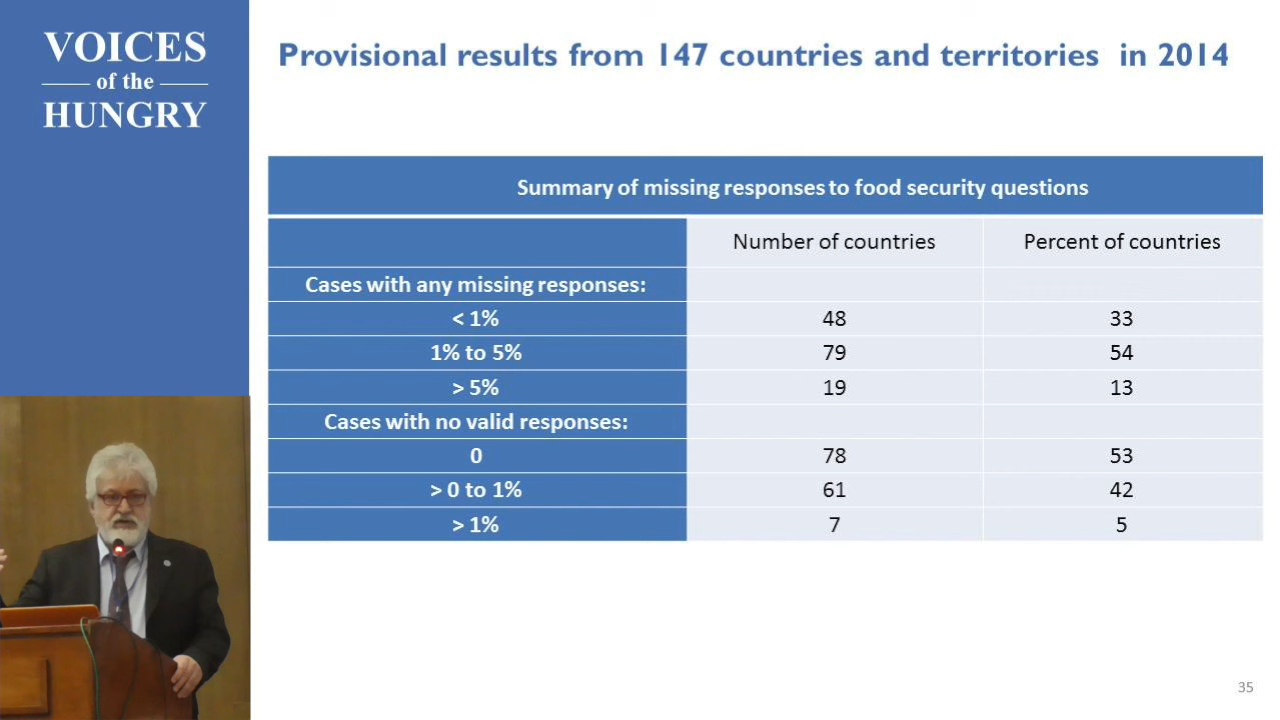 VOICES
of the
HUNGRY
Provisional results from 147 countries and territories in 2014
Summary of missing responses to food security questions
Number of countries Percent of countries
Cases with any missing responses:
< 1% 48 33
1% to 5% 79 54
> 5% 19 13
Cases with no valid responses:
0 78 53
> 0 to 1% 61 42
> 1% 7 5
35